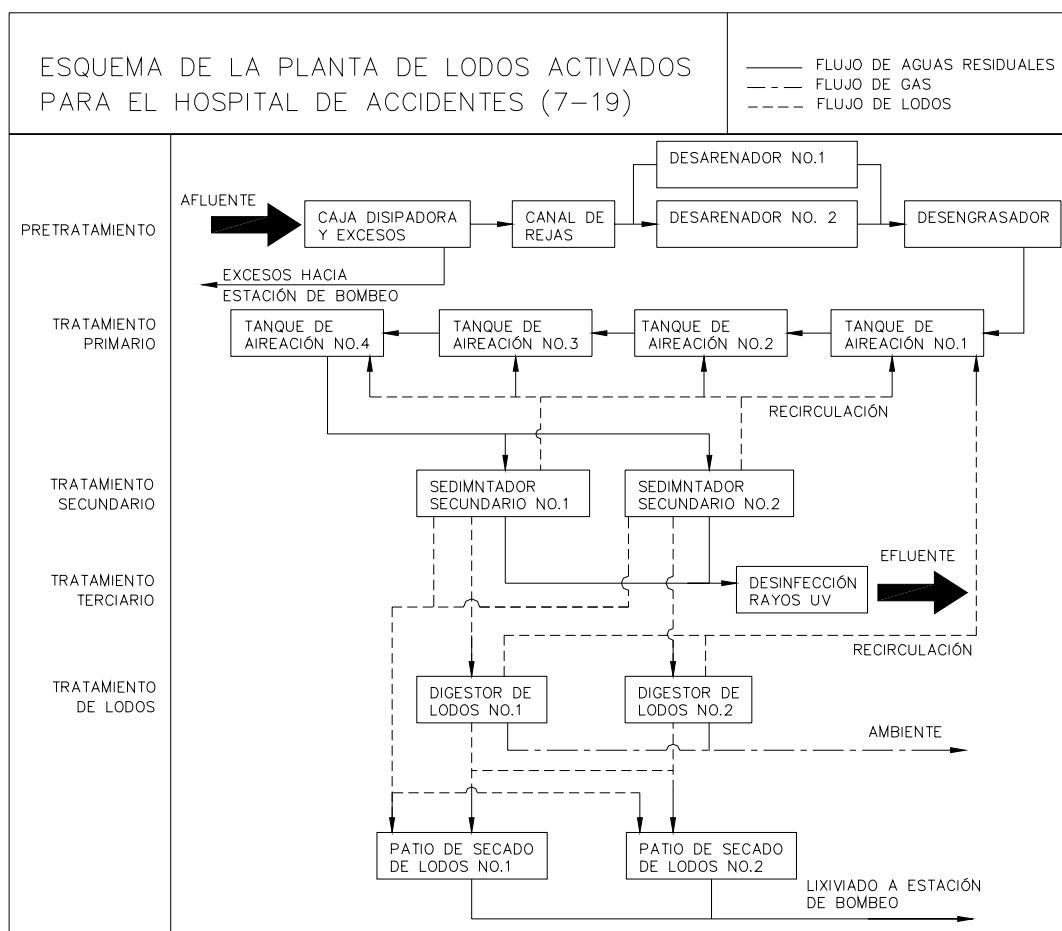 ESQUEMA DE LA PLANTA DE LODOS ACTIVADOS
PARA EL HOSPITAL DE ACCIDENTES (7-19)
FLUJO DE AGUAS RESIDUALES
FLUJO DE GAS
FLUJO DE LODOS
PRETRATAMIENTO
AFLUENTE
CAJA DISIPADORA
Y EXCESOS
CANAL DE
REJAS
DESARENADOR NO.1
DESARENADOR NO. 2
DESENGRASADOR
EXCESOS HACIA
ESTACIÓN DE BOMBEO
TRATAMIENTO
PRIMARIO
TANQUE DE
AIREACIÓN NO.4
TANQUE DE
AIREACIÓN NO.3
TANQUE DE
AIREACIÓN NO.2
TANQUE DE
AIREACIÓN NO.1
RECIRCULACIÓN
TRATAMIENTO
SECUNDARIO
SEDIMNTADOR
SECUNDARIO NO.1
SEDIMNTADOR
SECUNDARIO NO.2
TRATAMIENTO
TERCIARIO
DESINFECCIÓN
RAYOS UV
EFLUENTE
RECIRCULACIÓN
TRATAMIENTO
DE LODOS
DIGESTOR DE
LODOS NO.1
DIGESTOR DE
LODOS NO.2
AMBIENTE
PATIO DE SECADO
DE LODOS NO.1
PATIO DE SECADO
DE LODOS NO.2
LIXIVIADO A ESTACIÓN
DE BOMBEO